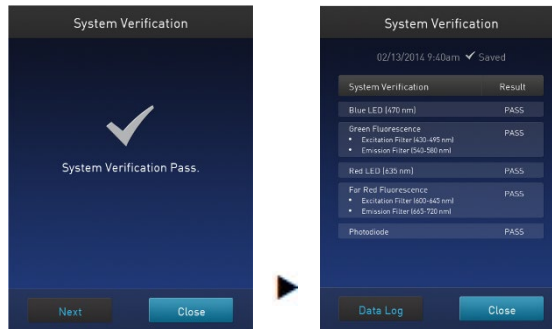 System Verification
System Verification Pass.
Next
Close
System Verification
02/13/2014 9:40am ✔ Saved
System Verification Result
Blue LED (470 nm) PASS
Green Fluorescence PASS
• Excitation Filter (430-495 nm)
• Emission Filter (540-580 nm)
Red LED (635 nm) PASS
Far Red Fluorescence PASS
• Excitation Filter (600-645 nm)
• Emission Filter (665-720 nm)
Photodiode PASS
Data Log
Close